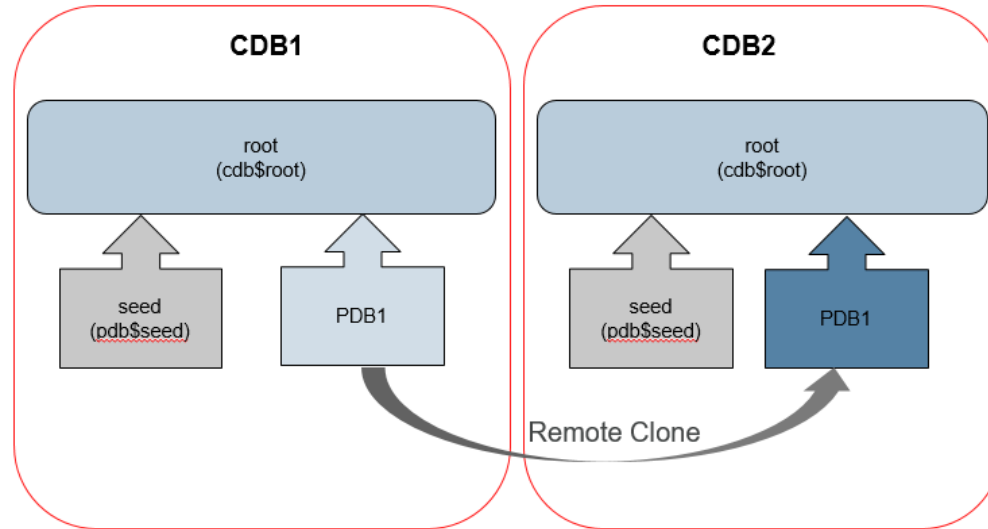 CDB1
CDB2
root
(cdb$root)
root
(cdb$root)
seed
(pdb$seed)
PDB1
seed
(pdb$seed)
PDB1
Remote Clone